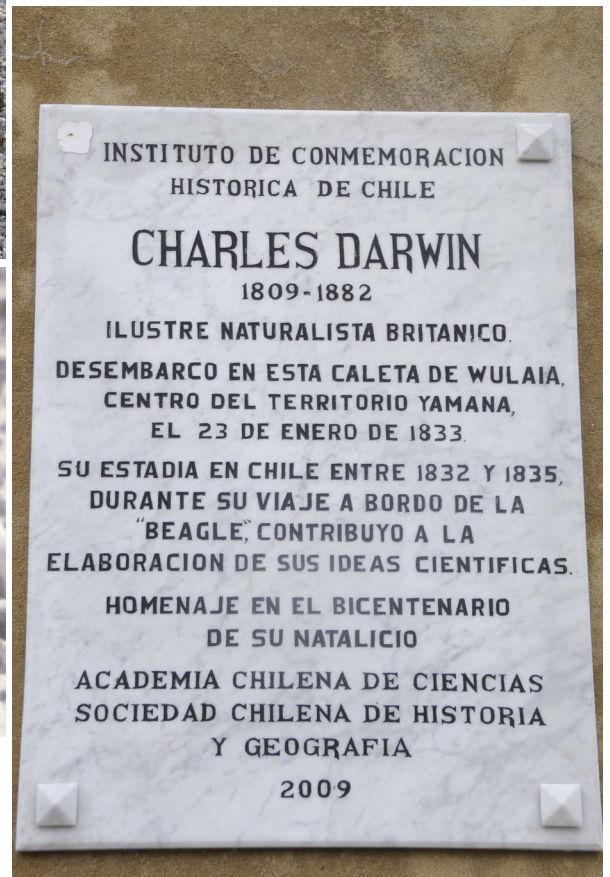 INSTITUTO DE CONMEMORACION
HISTORICA DE CHILE
CHARLES DARWIN
1809-1882
ILUSTRE NATURALISTA BRITANICO.
DESEMBARCO EN ESTA CALETA DE WULAIA,
CENTRO DEL TERRITORIO YAMANA,
EL 23 DE ENERO DE 1833.
SU ESTADIA EN CHILE ENTRE 1832 Y 1835,
DURANTE SU VIAJE A BORDO DE LA
"BEAGLE", CONTRIBUYO A LA
ELABORACION DE SUS IDEAS CIENTIFICAS.
HOMENAJE EN EL BICENTENARIO
DE SU NATALICIO
ACADEMIA CHILENA DE CIENCIAS
SOCIEDAD CHILENA DE HISTORIA
Y GEOGRAFIA
2009